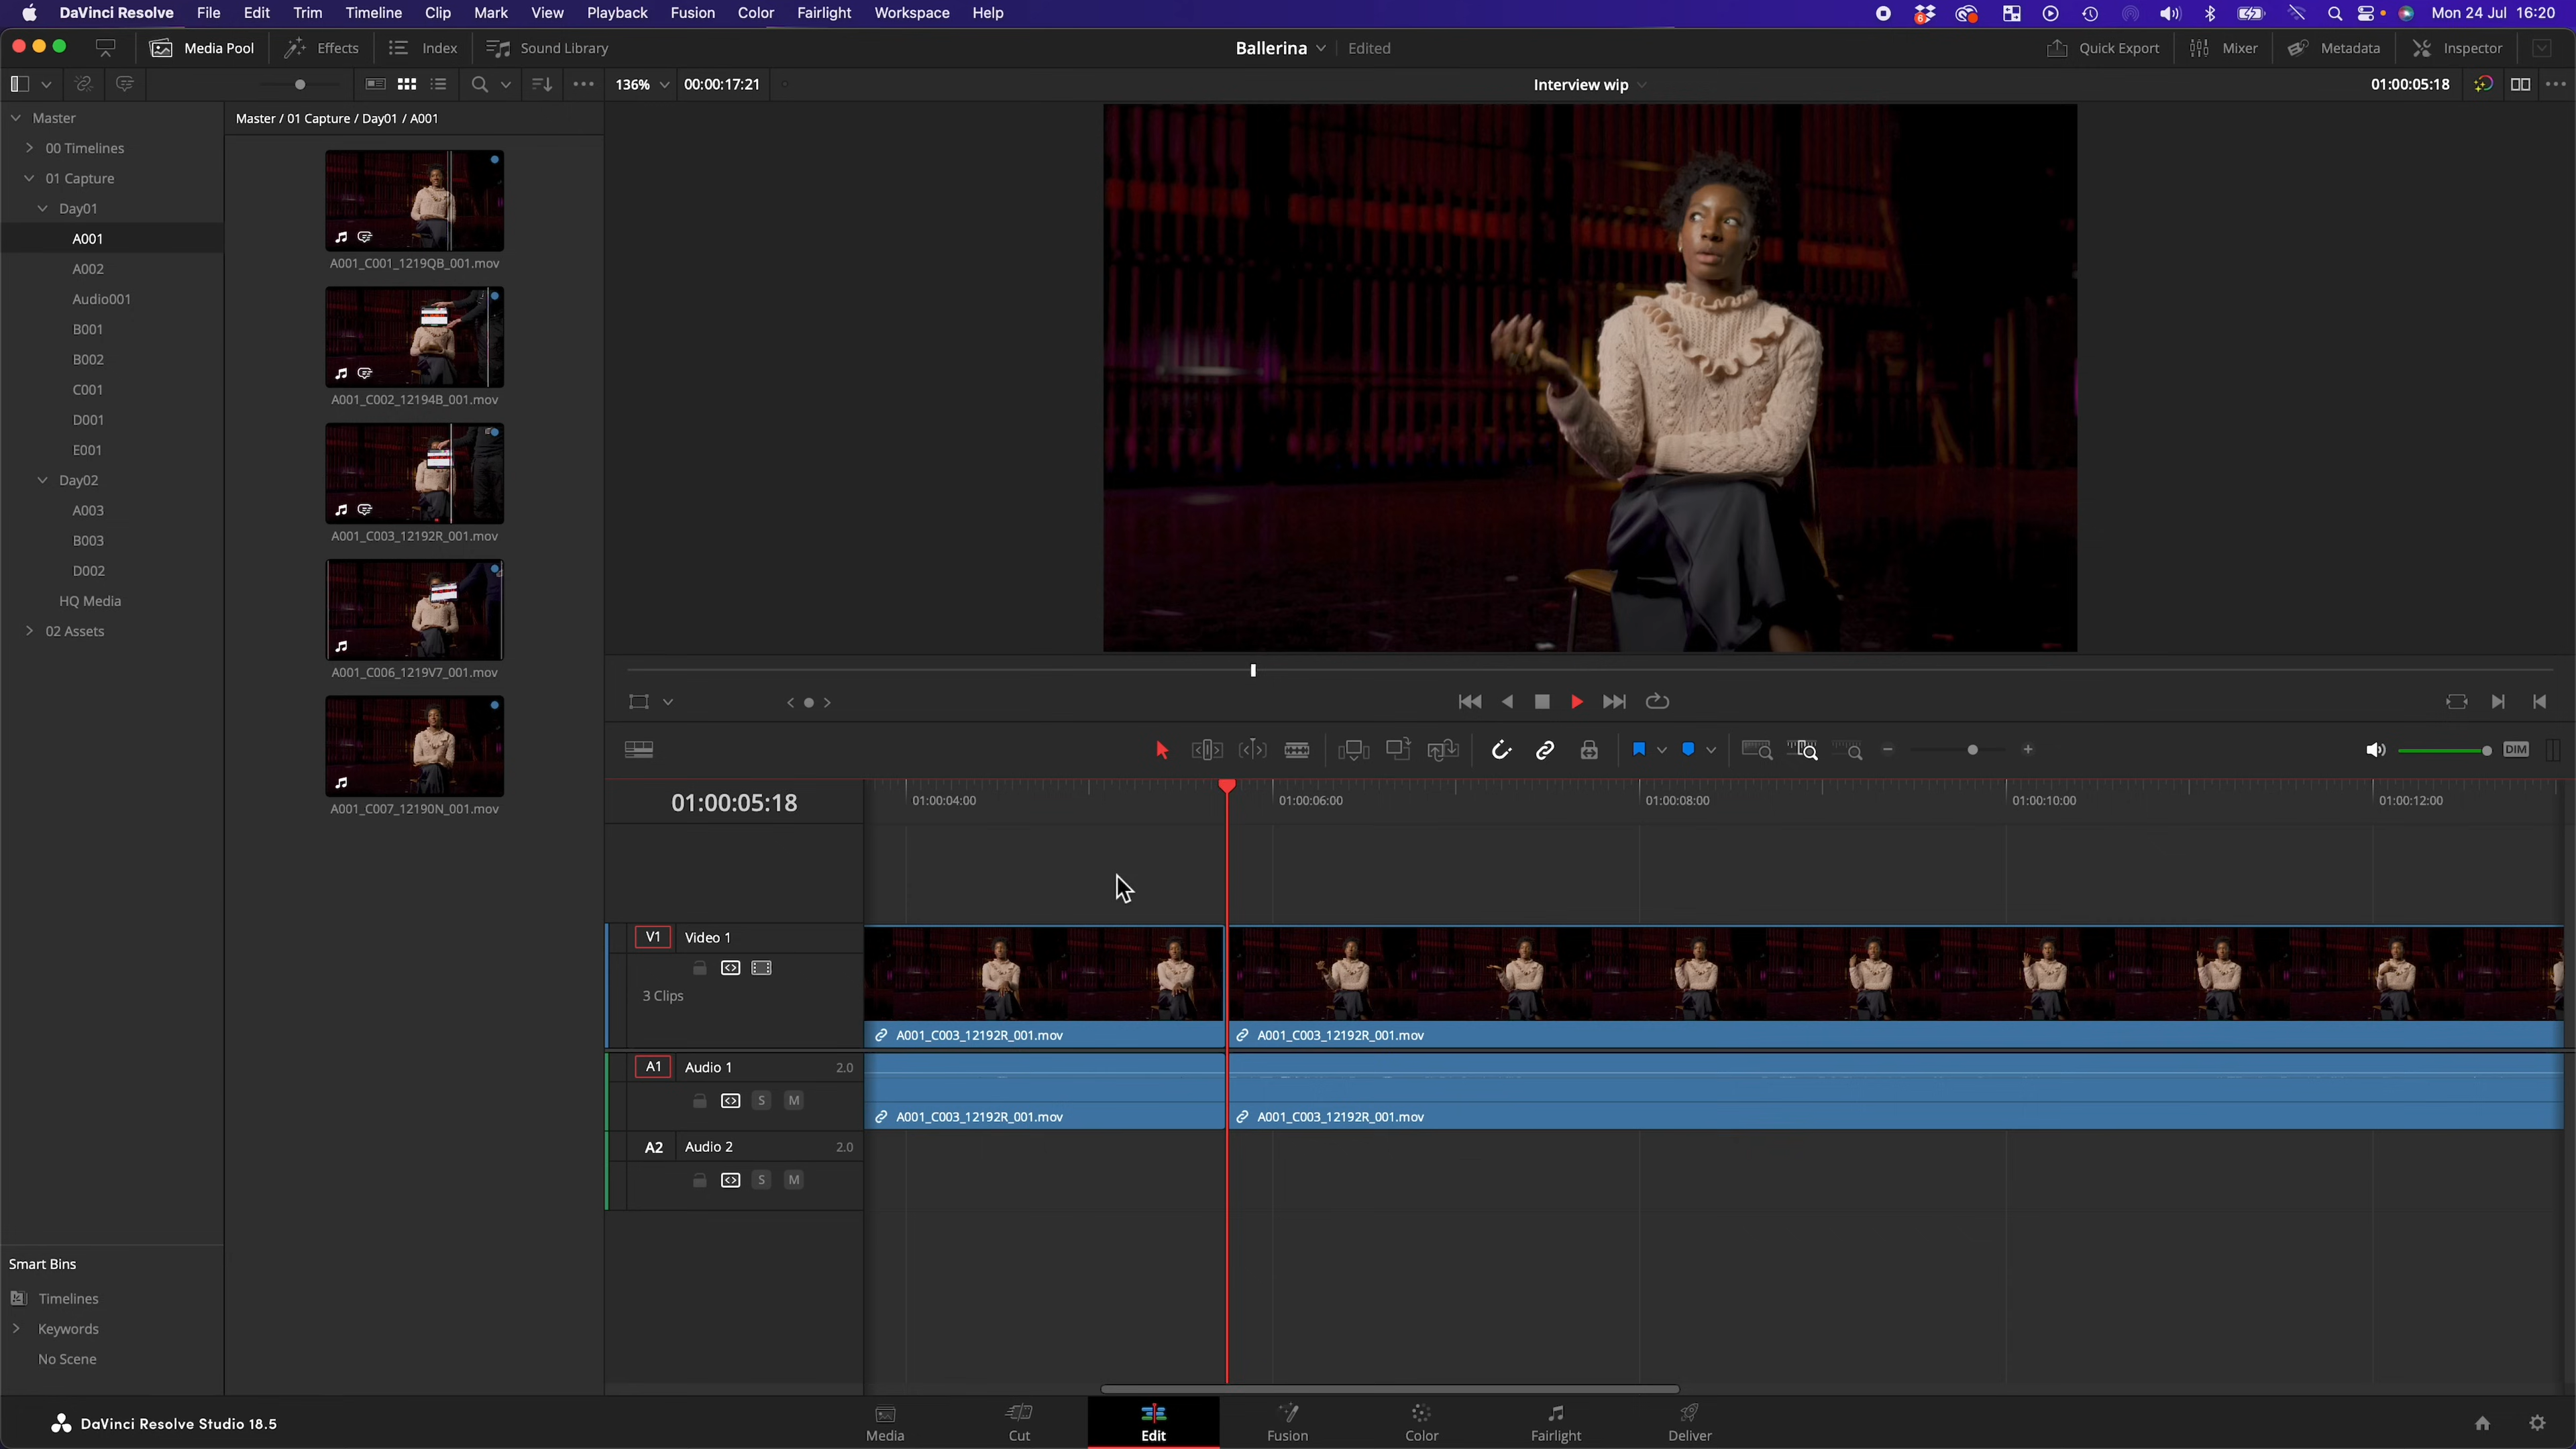 DaVinci Resolve File Edit Trim Timeline Clip Mark View Playback Fusion Color Fairlight Workspace Help Mon 24 Jul 16:20
Media Pool Effects Index Sound Library Ballerina Edited Quick Export Mixer Metadata Inspector
136% 00:00:17:21 Interview wip 01:00:05:18
Master
Master / 01 Capture / Day01 / A001
00 Timelines
01 Capture
Day01
A001
A002
Audio001
B001
B002
C001
D001
E001
Day02
A003
B003
D002
HQ Media
02 Assets
A001_C001_1219QB_001.mov
A001_C002_12194B_001.mov
A001_C003_12192R_001.mov
A001_C006_1219V7_001.mov
A001_C007_12190N_001.mov
DIM
01:00:05:18
01:00:04:00 01:00:06:00 01:00:08:00 01:00:10:00 01:00:12:00
V1 Video 1
3 Clips
A001_C003_12192R_001.mov A001_C003_12192R_001.mov
A1 Audio 1 2.0
S M
A001_C003_12192R_001.mov A001_C003_12192R_001.mov
A2 Audio 2 2.0
S M
Smart Bins
Timelines
Keywords
No Scene
DaVinci Resolve Studio 18.5
Media Cut Edit Fusion Color Fairlight Deliver